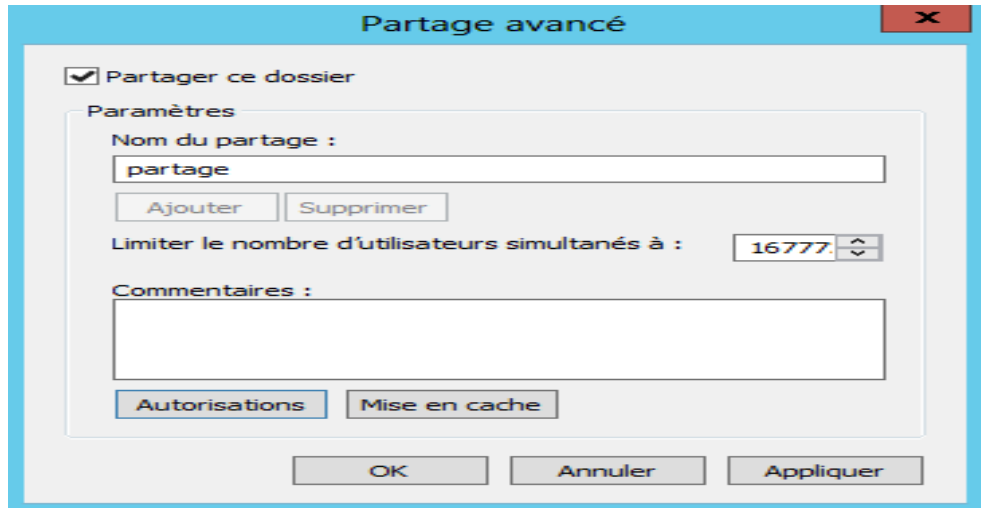 Partage avancé
Partager ce dossier
Paramètres
Nom du partage :
partage
Ajouter Supprimer
Limiter le nombre d'utilisateurs simultanés à : 16777
Commentaires :
Autorisations Mise en cache
OK Annuler Appliquer